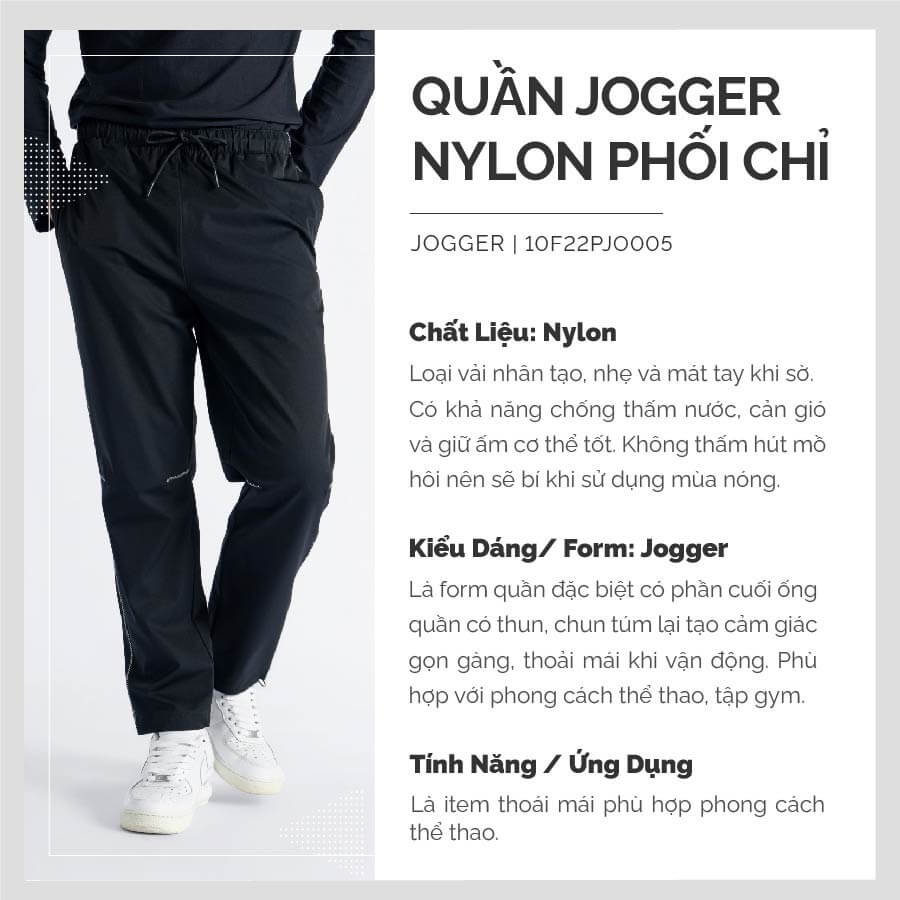 QUẦN JOGGER
NYLON PHỐI CHỈ
JOGGER | 10F22PJO005
Chất Liệu: Nylon
Loại vải nhân tạo, nhẹ và mát tay khi sờ.
Có khả năng chống thấm nước, cản gió
và giữ ấm cơ thể tốt. Không thấm hút mồ
hôi nên sẽ bí khi sử dụng mùa nóng.
Kiểu Dáng/ Form: Jogger
Là form quần đặc biệt có phần cuối ống
quần có thun, chun túm lại tạo cảm giác
gọn gàng, thoải mái khi vận động. Phù
hợp với phong cách thể thao, tập gym.
Tính Năng / Ứng Dụng
Là item thoái mái phù hợp phong cách
thể thao.